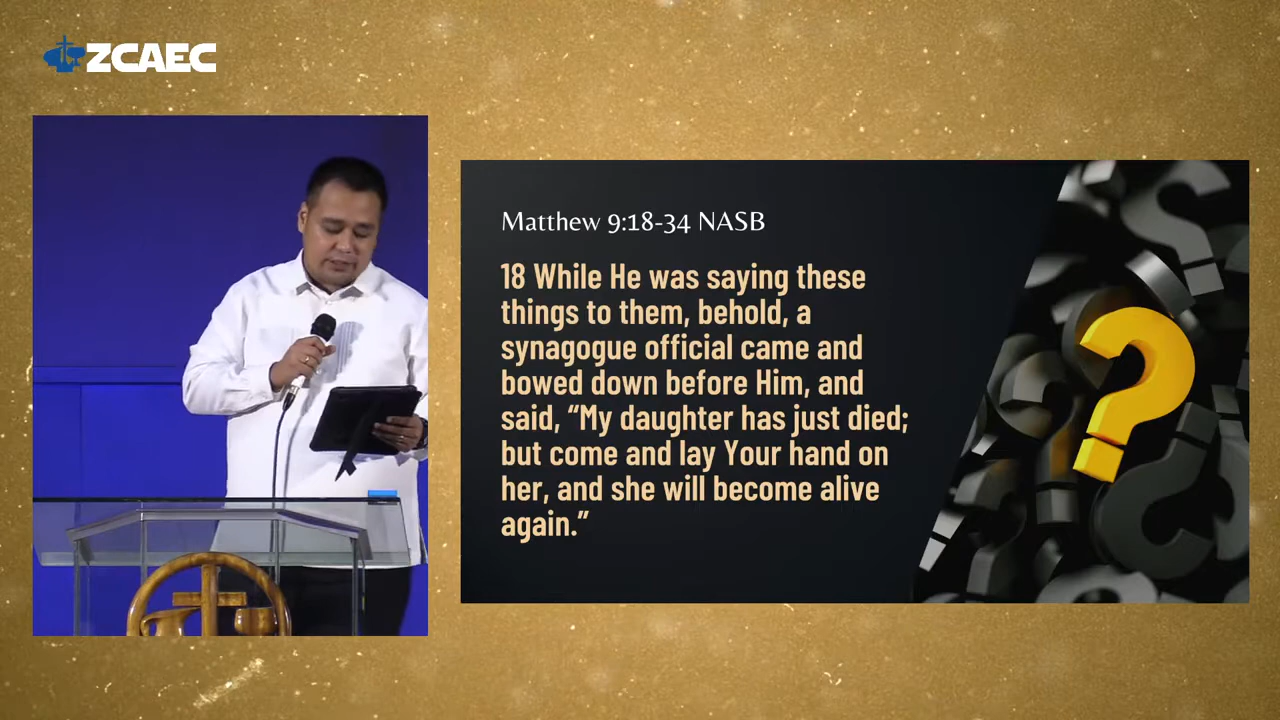 ZCAEC
Matthew 9:18-34 NASB
18 While He was saying these
things to them, behold, a
synagogue official came and
bowed down before Him, and
said, “My daughter has just died;
but come and lay Your hand on
her, and she will become alive
again.”